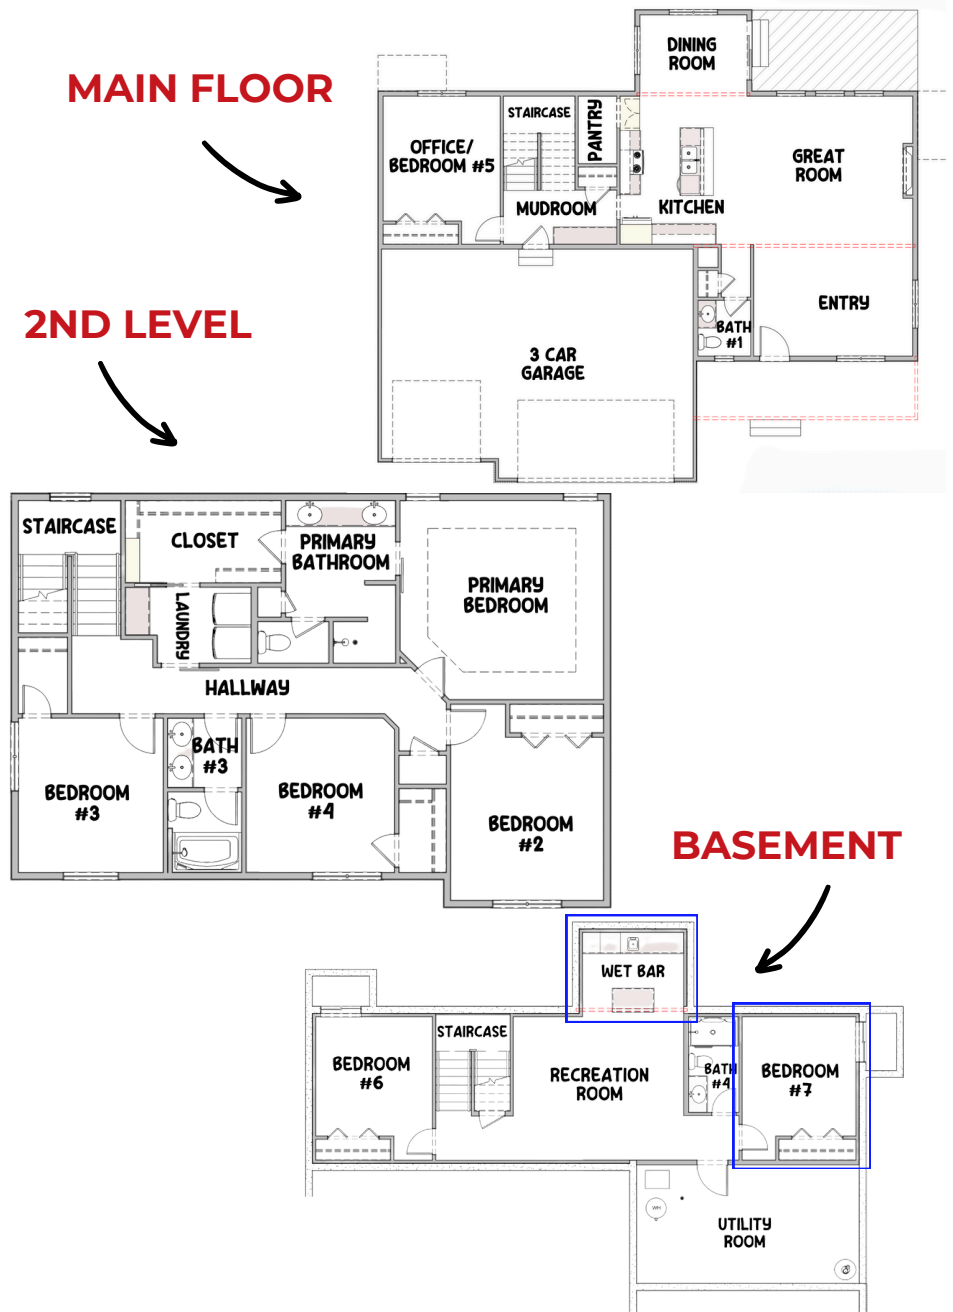 MAIN FLOOR
DINING
ROOM
STAIRCASE
PANTRY
OFFICE/
BEDROOM #5
GREAT
ROOM
MUDROOM
KITCHEN
ENTRY
BATH
#1
3 CAR
GARAGE
2ND LEVEL
STAIRCASE
CLOSET
PRIMARY
BATHROOM
PRIMARY
BEDROOM
LAUNDRY
HALLWAY
BATH
#3
BEDROOM
#3
BEDROOM
#4
BEDROOM
#2
BASEMENT
WET BAR
STAIRCASE
BEDROOM
#6
RECREATION
ROOM
BATH
#4
BEDROOM
#7
WH
UTILITY
ROOM